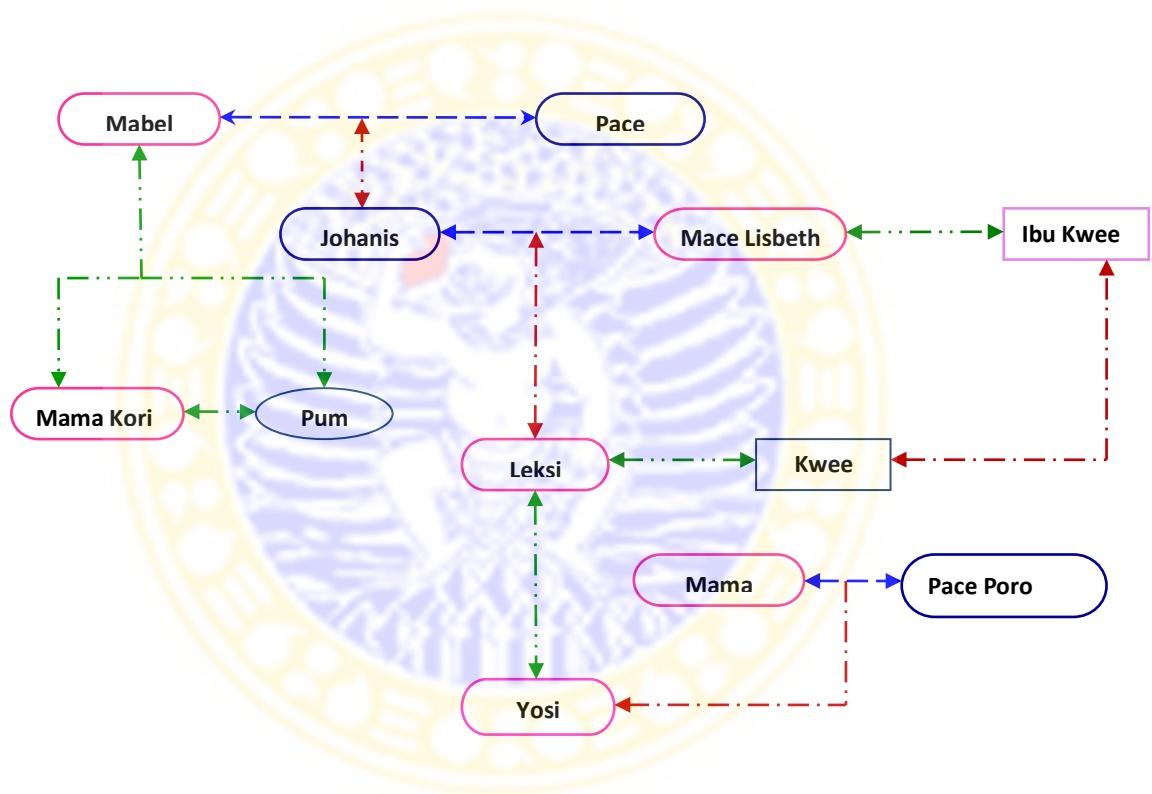 Mabel
Pace
Johanis
Mace Lisbeth
Ibu Kwee
Mama Kori
Pum
Leksi
Kwee
Mama
Pace Poro
Yosi